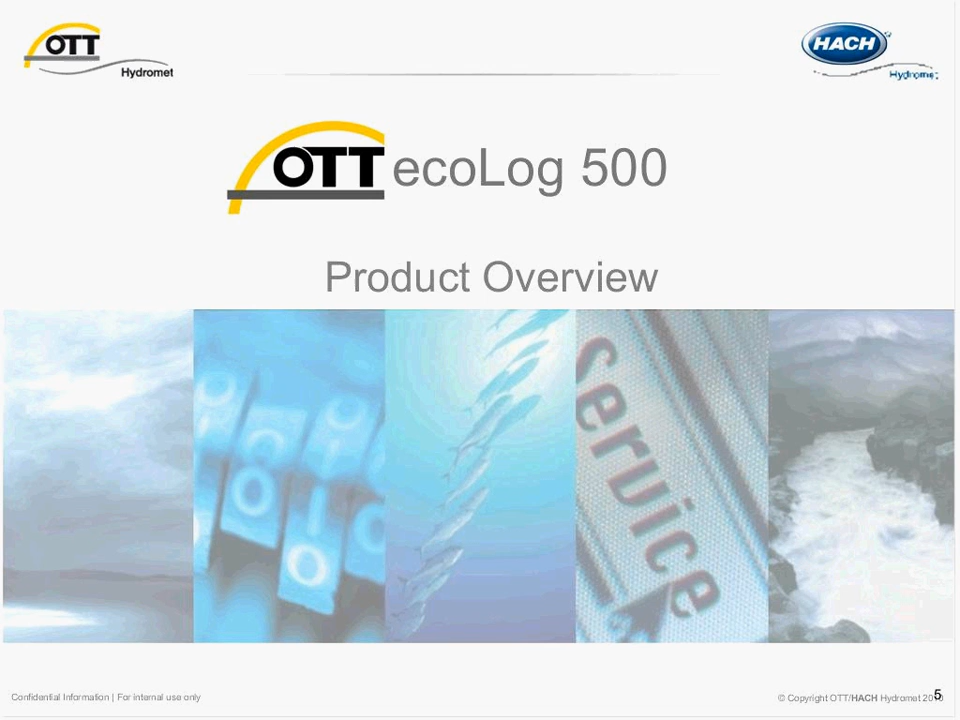 OTT
Hydromet
HACH
Hydromet
OTT ecoLog 500
Product Overview
Service
Confidential Information | For internal use only
© Copyright OTT/HACH Hydromet 2010
5